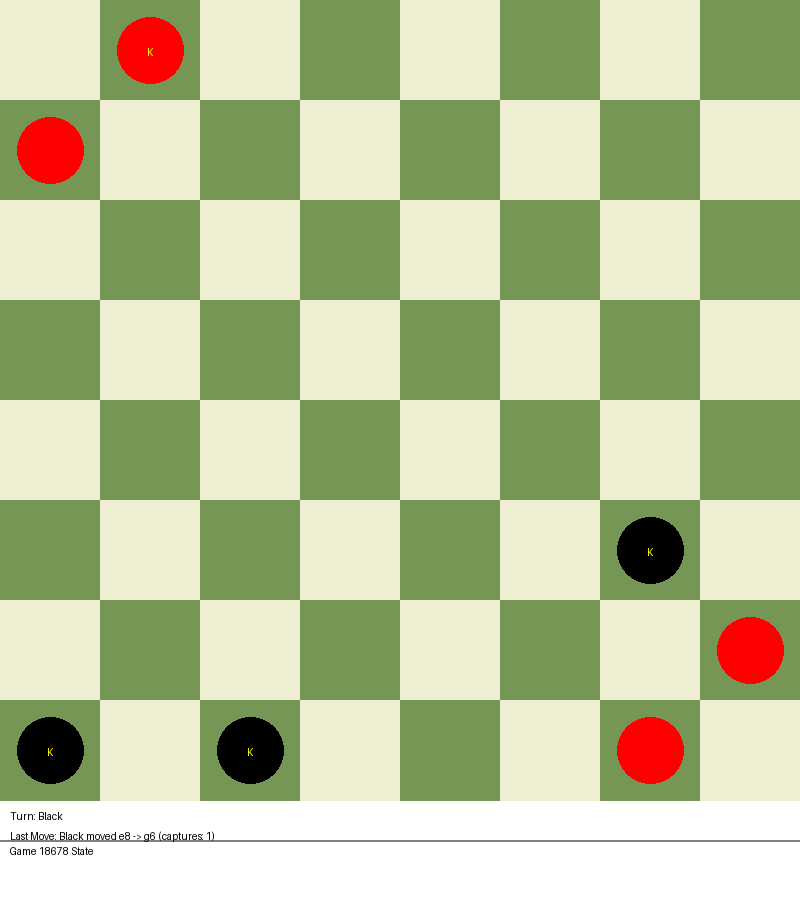 K
K
K K
Turn: Black
Last Move: Black moved e8 -> g6 (captures: 1)
Game 18678 State